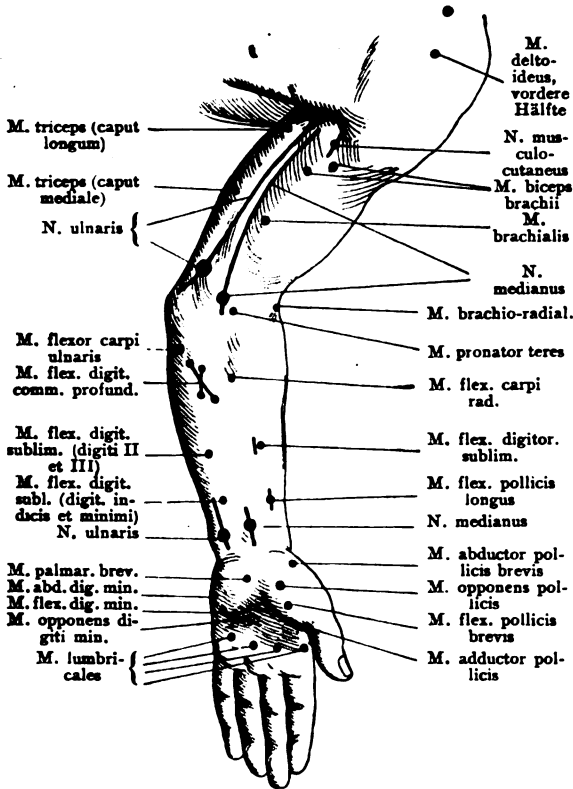 M. triceps (caput
longum)
M. triceps (caput
mediale)
N. ulnaris
M. flexor carpi
ulnaris
M. flex. digit.
comm. profund.
M. flex. digit.
sublim. (digiti II
et III)
M. flex. digit.
subl. (digit. in-
dicis et minimi)
N. ulnaris
M. palmar. brev.
M. abd. dig. min.
M. flex. dig. min.
M. opponens di-
giti min.
M. lumbri-
cales
M.
delto-
ideus,
vordere
Hälfte
N. mus-
culo-
cutaneus
M. biceps
brachii
M.
brachialis
N.
medianus
M. brachio-radial.
M. pronator teres
M. flex. carpi
rad.
M. flex. digitor.
sublim.
M. flex. pollicis
longus
N. medianus
M. abductor pol-
licis brevis
M. opponens pol-
licis
M. flex. pollicis
brevis
M. adductor pol-
licis